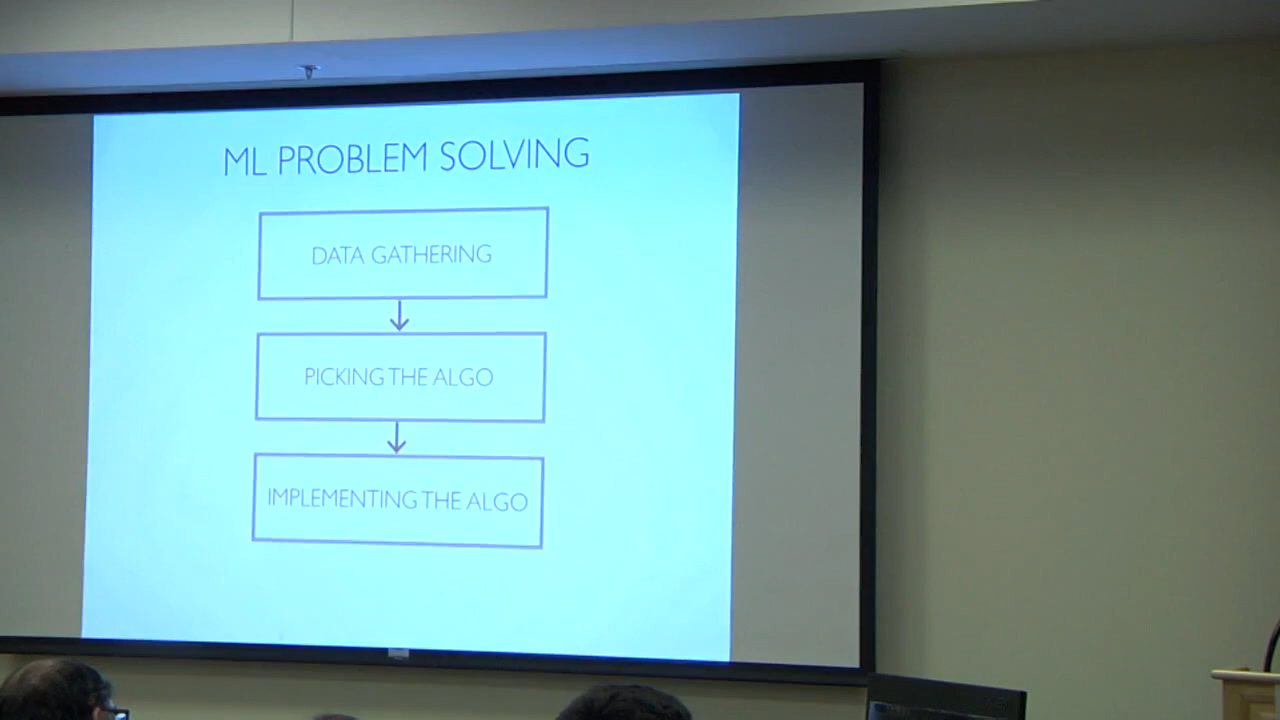 ML PROBLEM SOLVING
DATA GATHERING
PICKING THE ALGO
IMPLEMENTING THE ALGO